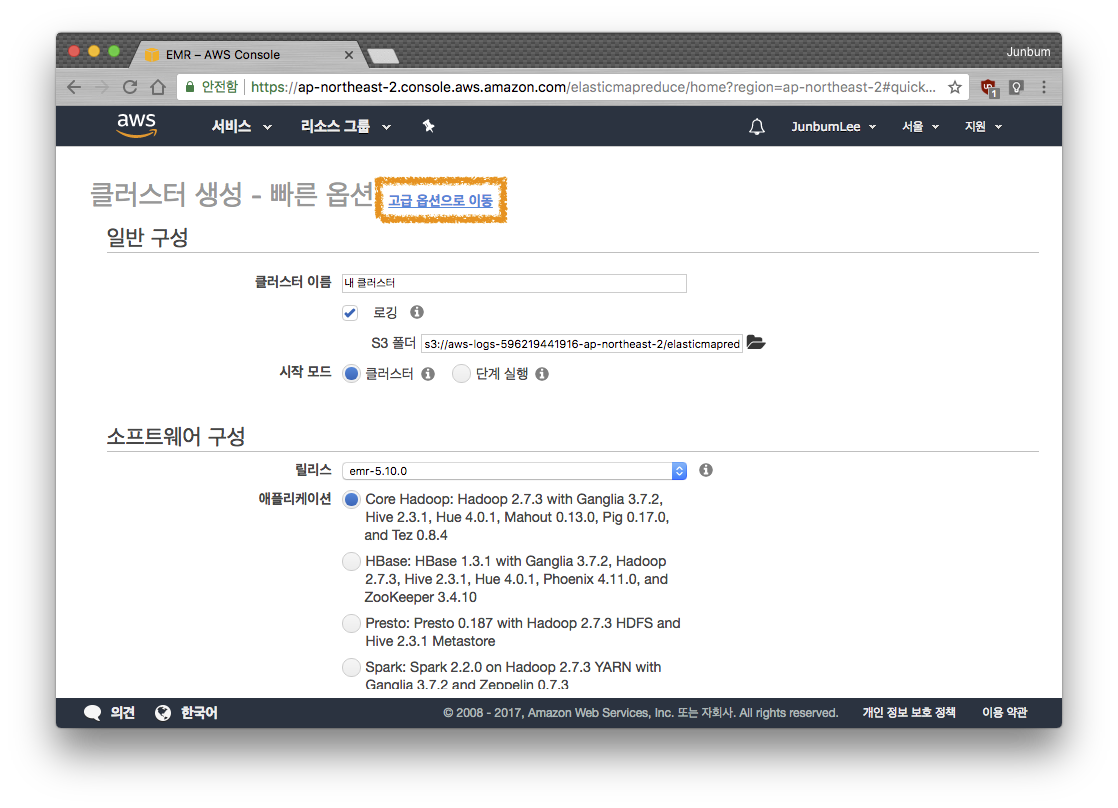 EMR – AWS Console
Junbum
안전함 https://ap-northeast-2.console.aws.amazon.com/elasticmapreduce/home?region=ap-northeast-2#quick...
1
aws 서비스 리소스 그룹 JunbumLee 서울 지원
클러스터 생성 - 빠른 옵션 고급 옵션으로 이동
일반 구성
클러스터 이름 내 클러스터
로깅
S3 폴더 s3://aws-logs-596219441916-ap-northeast-2/elasticmapred
시작 모드 클러스터 단계 실행
소프트웨어 구성
릴리스 emr-5.10.0
애플리케이션 Core Hadoop: Hadoop 2.7.3 with Ganglia 3.7.2,
Hive 2.3.1, Hue 4.0.1, Mahout 0.13.0, Pig 0.17.0,
and Tez 0.8.4
HBase: HBase 1.3.1 with Ganglia 3.7.2, Hadoop
2.7.3, Hive 2.3.1, Hue 4.0.1, Phoenix 4.11.0, and
ZooKeeper 3.4.10
Presto: Presto 0.187 with Hadoop 2.7.3 HDFS and
Hive 2.3.1 Metastore
Spark: Spark 2.2.0 on Hadoop 2.7.3 YARN with
Ganglia 3.7.2 and Zeppelin 0.7.3
의견 한국어 © 2008 - 2017, Amazon Web Services, Inc. 또는 자회사. All rights reserved. 개인 정보 보호 정책 이용 약관